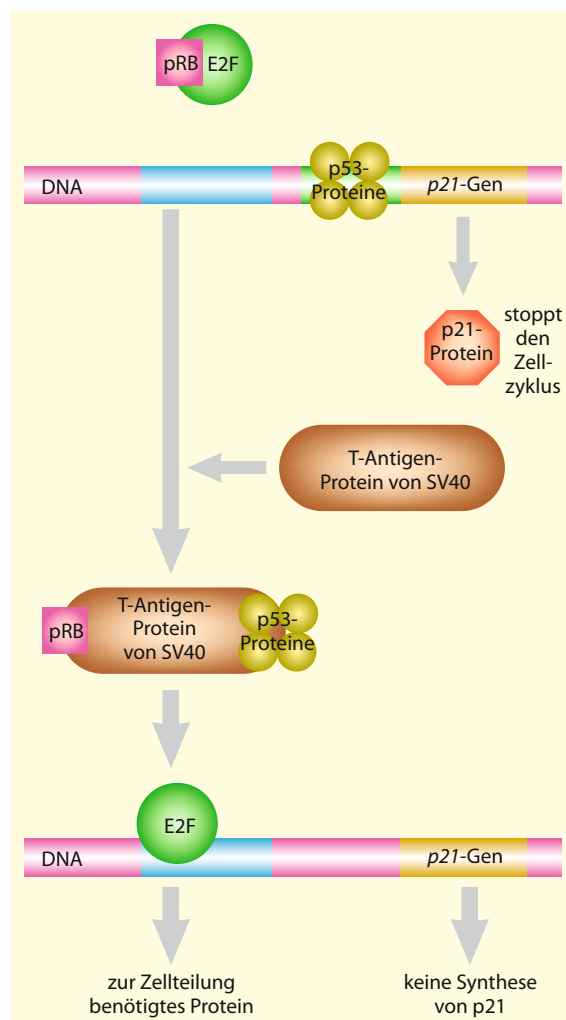 pRB E2F
DNA
p53-
Proteine
p21-Gen
p21-
Protein
stoppt
den
Zell-
zyklus
T-Antigen-
Protein von SV40
pRB
T-Antigen-
Protein
von SV40
p53-
Proteine
E2F
DNA
p21-Gen
zur Zellteilung
benötigtes Protein
keine Synthese
von p21